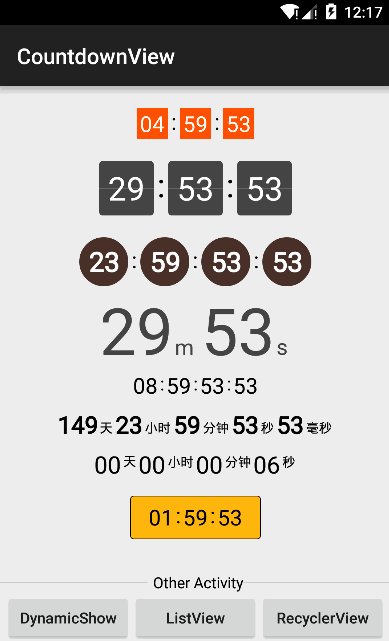 12:17
CountdownView
04:59:53
29:53:53
23:59:53:53
29m53s
08:59:53:53
149天23小时59分钟53秒53毫秒
00天00小时00分钟06秒
01:59:53
Other Activity
DynamicShow ListView RecyclerView